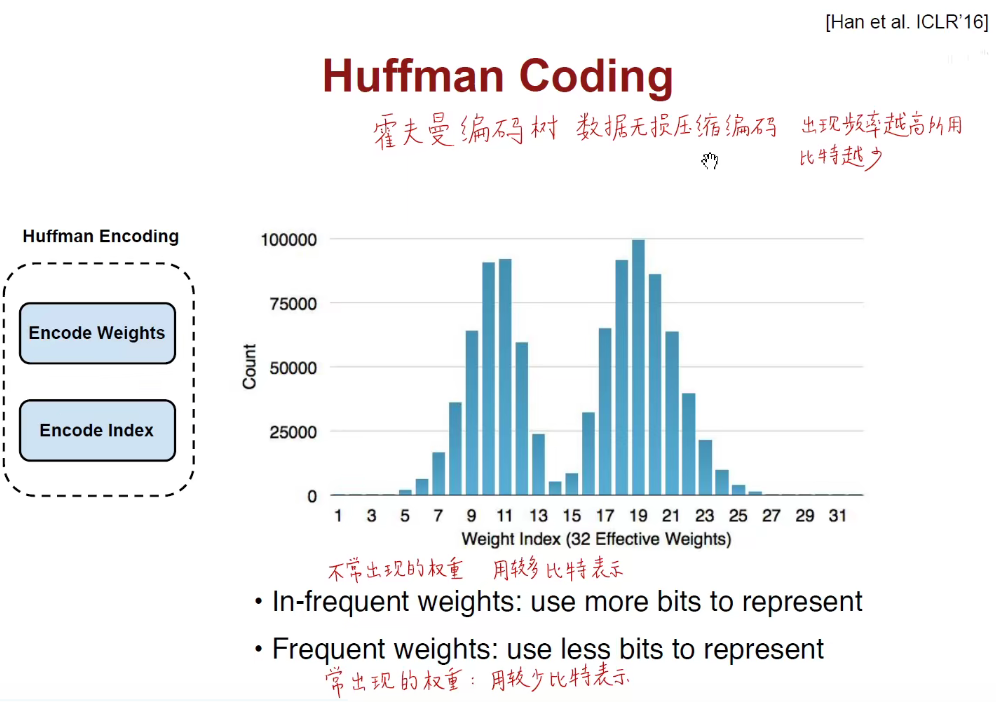 [Han et al. ICLR'16]
Huffman Coding
霍夫曼编码树 数据无损压缩编码 出现频率越高所用
比特越少
Huffman Encoding
Encode Weights
Encode Index
Count
100000
75000
50000
25000
0
1 3 5 7 9 11 13 15 17 19 21 23 25 27 29 31
Weight Index (32 Effective Weights)
不常出现的权重 用较多比特表示
• In-frequent weights: use more bits to represent
• Frequent weights: use less bits to represent
常出现的权重: 用较少比特表示